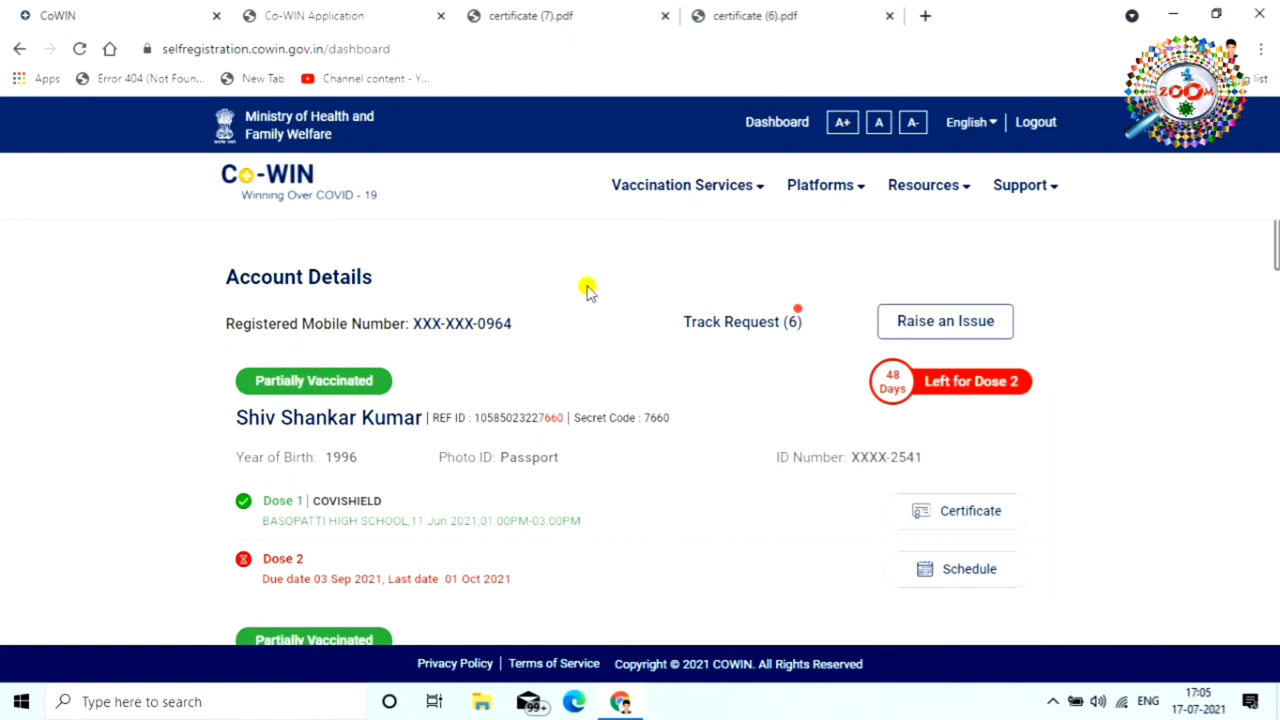 CoWIN
Co-WIN Application
certificate (7).pdf
certificate (6).pdf
selfregistration.cowin.gov.in/dashboard
Apps
Error 404 (Not Foun...
New Tab
Channel content - Y...
g list
ZOOM
Ministry of Health and
Family Welfare
Dashboard
A+
A
A-
English
Logout
Co-WIN
Winning Over COVID - 19
Vaccination Services
Platforms
Resources
Support
Account Details
Registered Mobile Number: XXX-XXX-0964
Track Request (6)
Raise an Issue
Partially Vaccinated
48
Days
Left for Dose 2
Shiv Shankar Kumar | REF ID : 10585023227660 | Secret Code : 7660
Year of Birth: 1996
Photo ID: Passport
ID Number: XXXX-2541
Dose 1 | COVISHIELD
BASOPATTI HIGH SCHOOL,11 Jun 2021,01.00PM-03.00PM
Certificate
Dose 2
Due date 03 Sep 2021, Last date 01 Oct 2021
Schedule
Partially Vaccinated
Privacy Policy | Terms of Service
Copyright © 2021 COWIN. All Rights Reserved
Type here to search
99+
ENG
17:05
17-07-2021